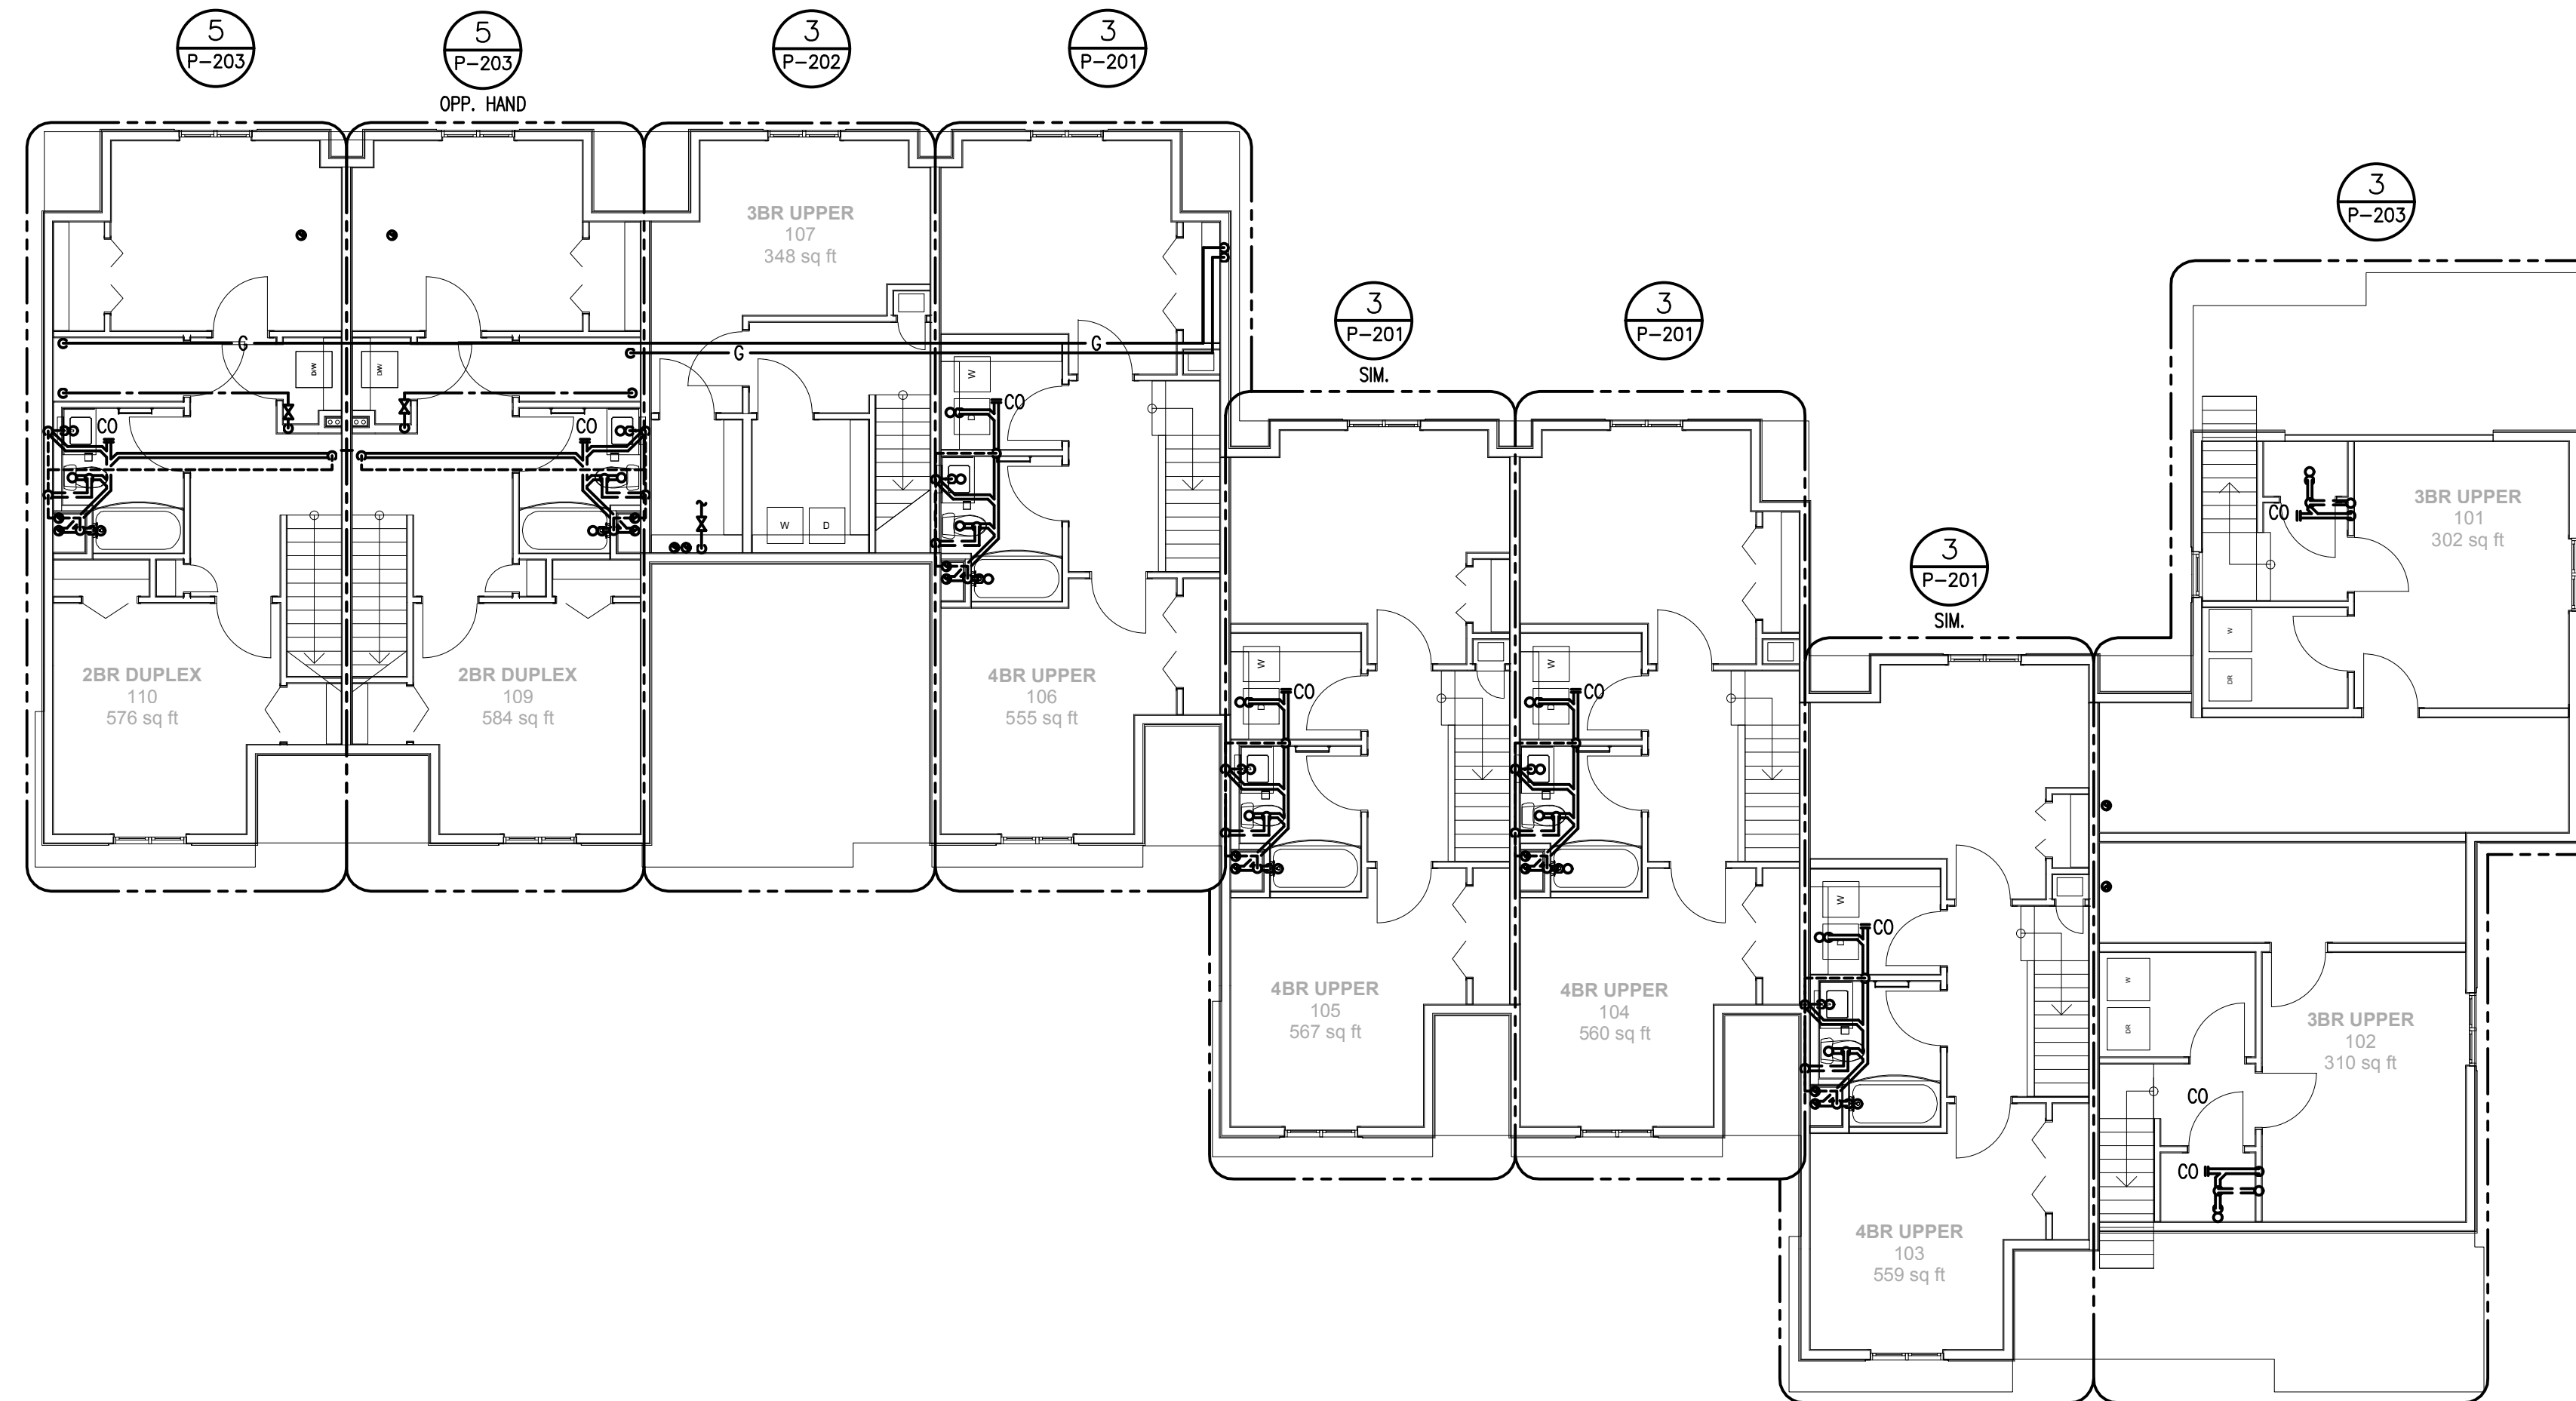 5
P-203
5
P-203
OPP. HAND
3
P-202
3
P-201
3
P-203
3
P-201
SIM.
3
P-201
3
P-201
SIM.
3BR UPPER
107
348 sq ft
G
G
G
D/W
D/W
W
CO
CO
CO
W
D
2BR DUPLEX
110
576 sq ft
2BR DUPLEX
109
584 sq ft
4BR UPPER
106
555 sq ft
W
CO
W
CO
4BR UPPER
105
567 sq ft
4BR UPPER
104
560 sq ft
W
CO
4BR UPPER
103
559 sq ft
CO
3BR UPPER
101
302 sq ft
W
DR
W
DR
3BR UPPER
102
310 sq ft
CO
CO